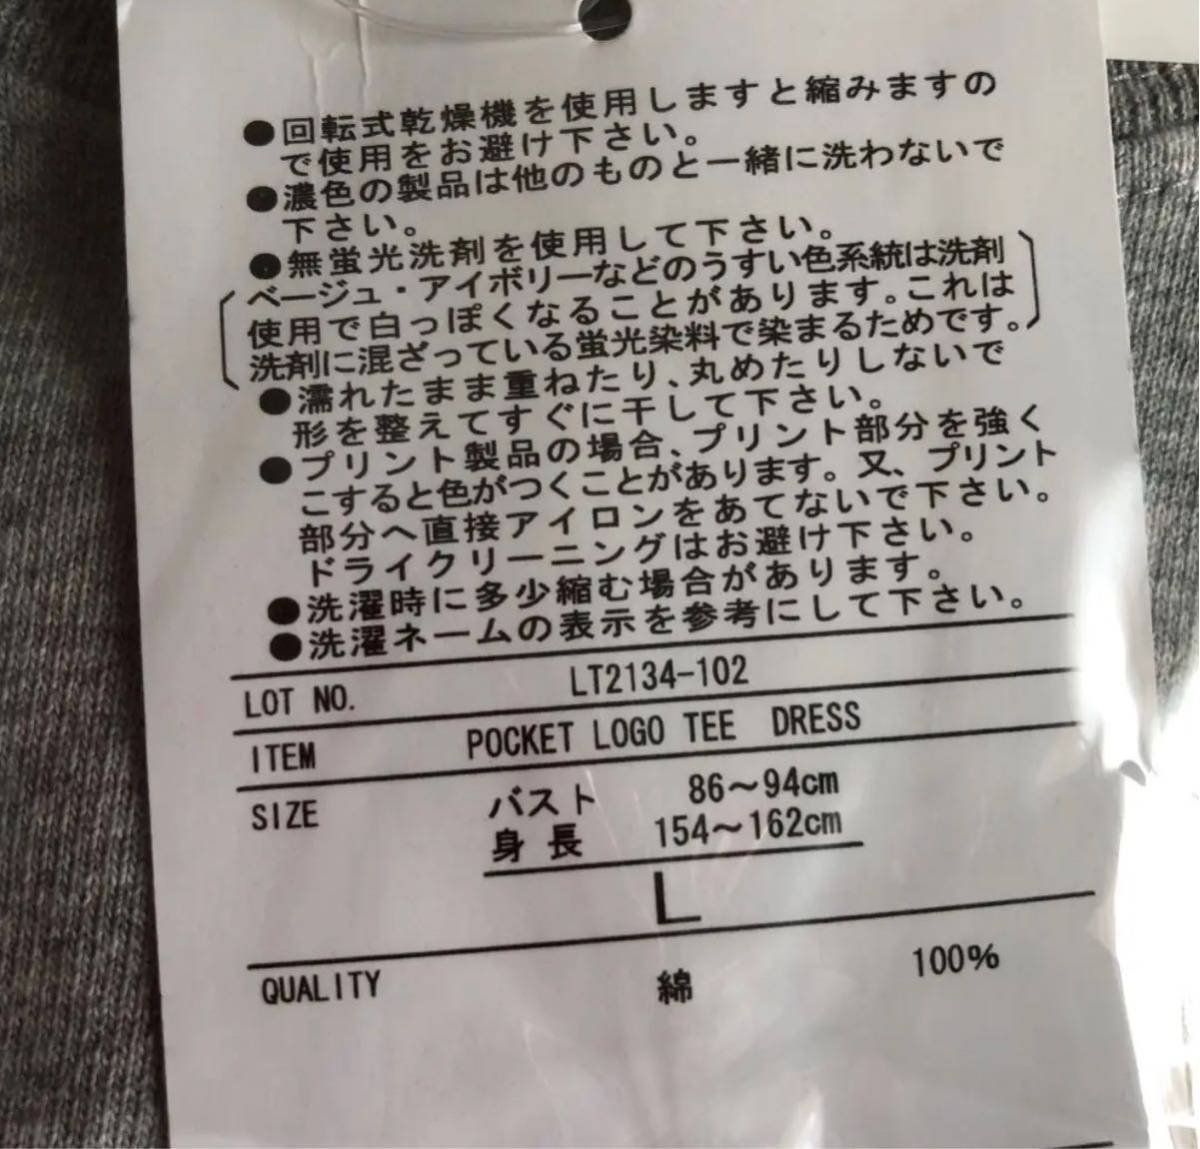 ●回転式乾燥機を使用しますと縮みますの
で使用をお避け下さい。
●濃色の製品は他のものと一緒に洗わないで
下さい。
●無蛍光洗剤を使用して下さい。
ベージュ・アイボリーなどのうすい色系統は洗剤
使用で白っぽくなることがあります。これは
洗剤に混ざっている蛍光染料で染まるためです。
●濡れたまま重ねたり、丸めたりしないで
形を整えてすぐに干して下さい。
●プリント製品の場合、プリント部分を強く
こすると色がつくことがあります。又、プリント
部分へ直接アイロンをあてないで下さい。
ドライクリーニングはお避け下さい。
●洗濯時に多少縮む場合があります。
●洗濯ネームの表示を参考にして下さい。
LOT NO. LT2134-102
ITEM POCKET LOGO TEE DRESS
SIZE バスト 86〜94cm
身長 154〜162cm
L
QUALITY 綿 100%